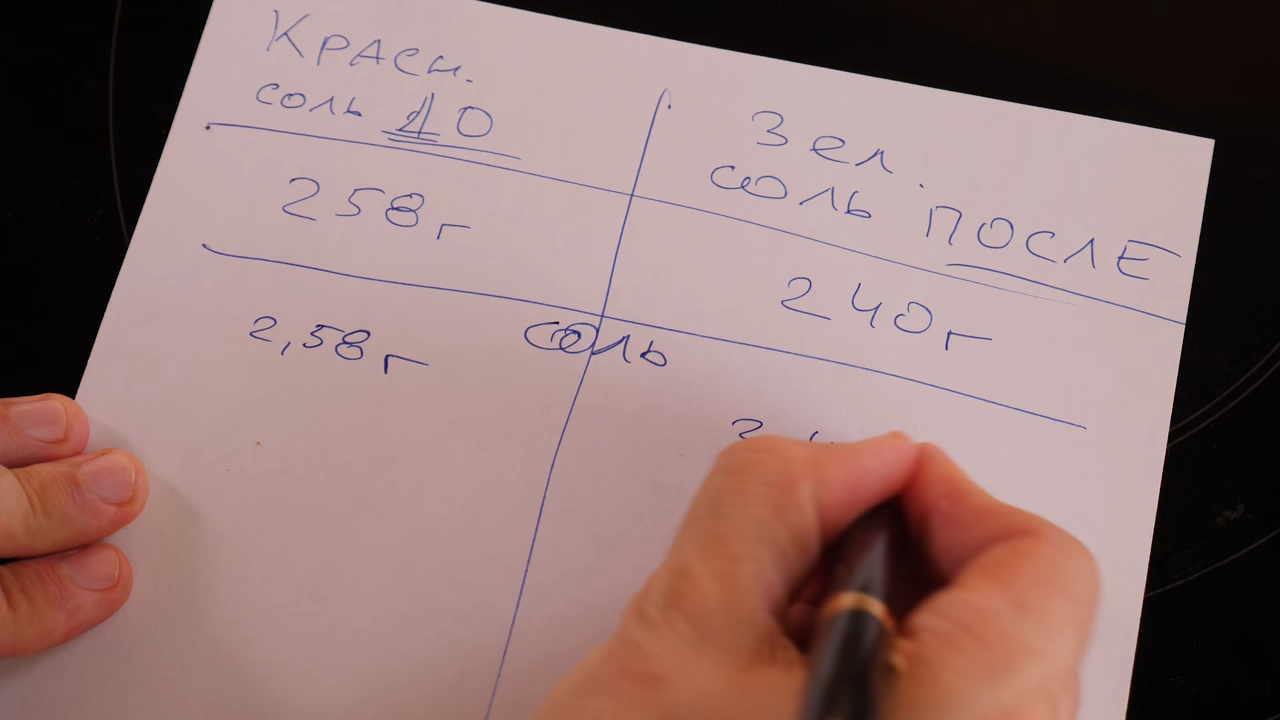 Красн.
соль ДО
Зел.
соль ПОСЛЕ
258г
240г
2,58г
соль